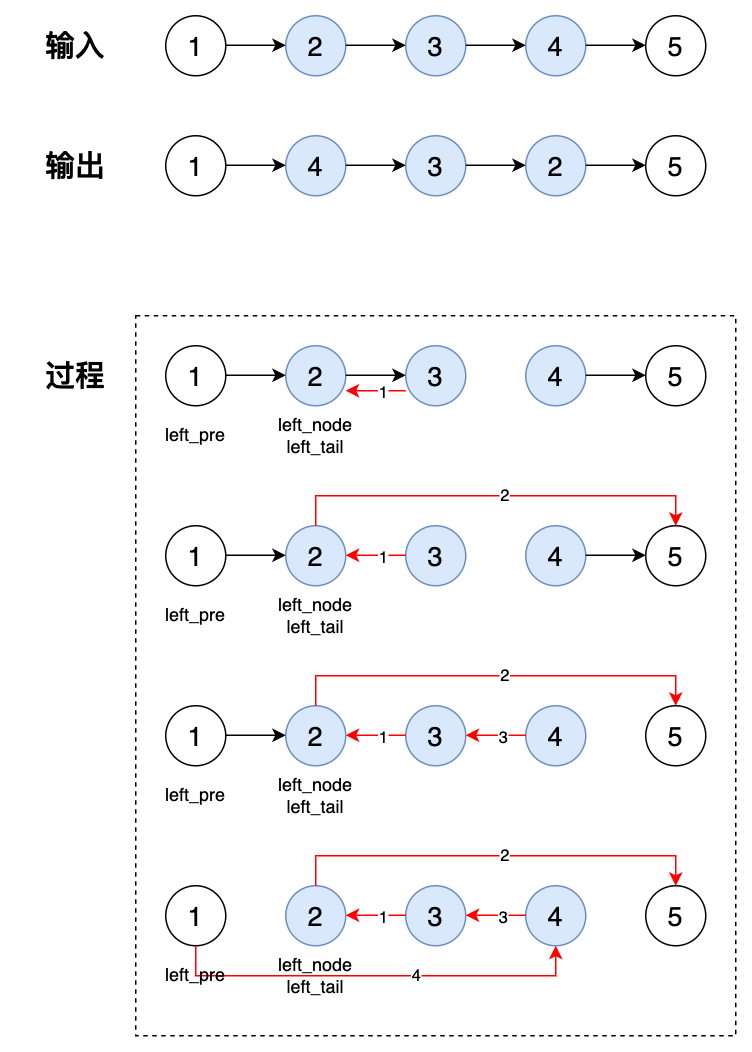 输入 1 2 3 4 5
输出 1 4 3 2 5
过程 1 2 3 4 5
1
left_pre left_node
left_tail
2
1 2 1 3 4 5
left_pre left_node
left_tail
2
1 2 1 3 3 4 5
left_pre left_node
left_tail
2
1 2 1 3 3 4 5
left_pre left_node 4
left_tail